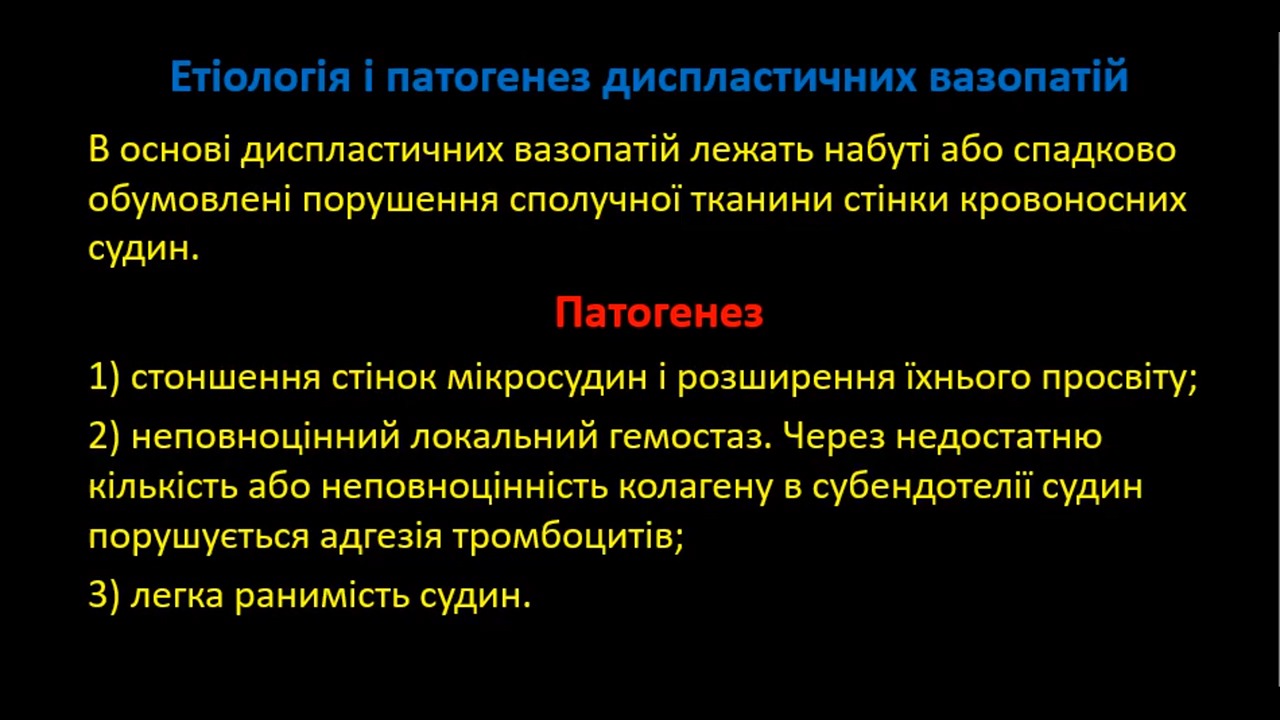 Етіологія і патогенез диспластичних вазопатій
В основі диспластичних вазопатій лежать набуті або спадково
обумовлені порушення сполучної тканини стінки кровоносних
судин.
Патогенез
1) стоншення стінок мікросудин і розширення їхнього просвіту;
2) неповноцінний локальний гемостаз. Через недостатню
кількість або неповноцінність колагену в субендотелії судин
порушується адгезія тромбоцитів;
3) легка ранимість судин.